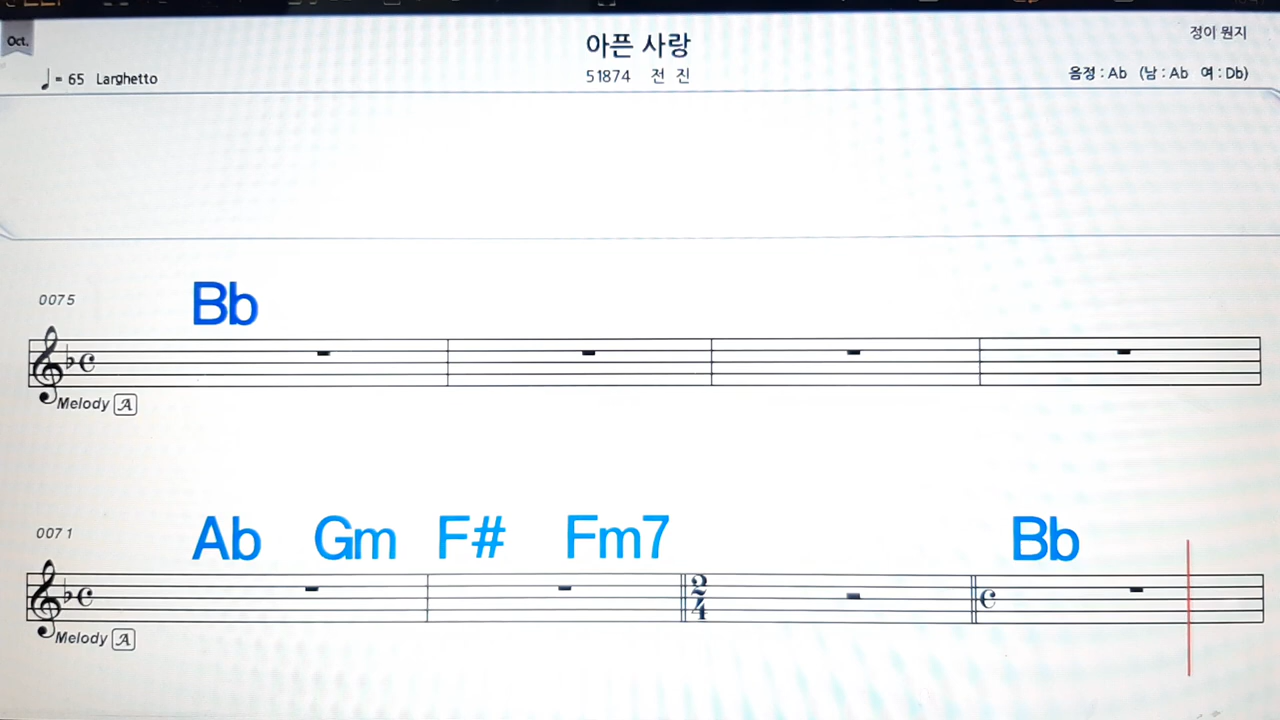 Oct.
아픈 사랑
정이 뭔지
♩= 65 Larghetto
51874 전 진
음정 : Ab (남 : Ab 여 : Db)
0075
Bb
Melody A
0071
Ab Gm F# Fm7 Bb
2
4
Melody A